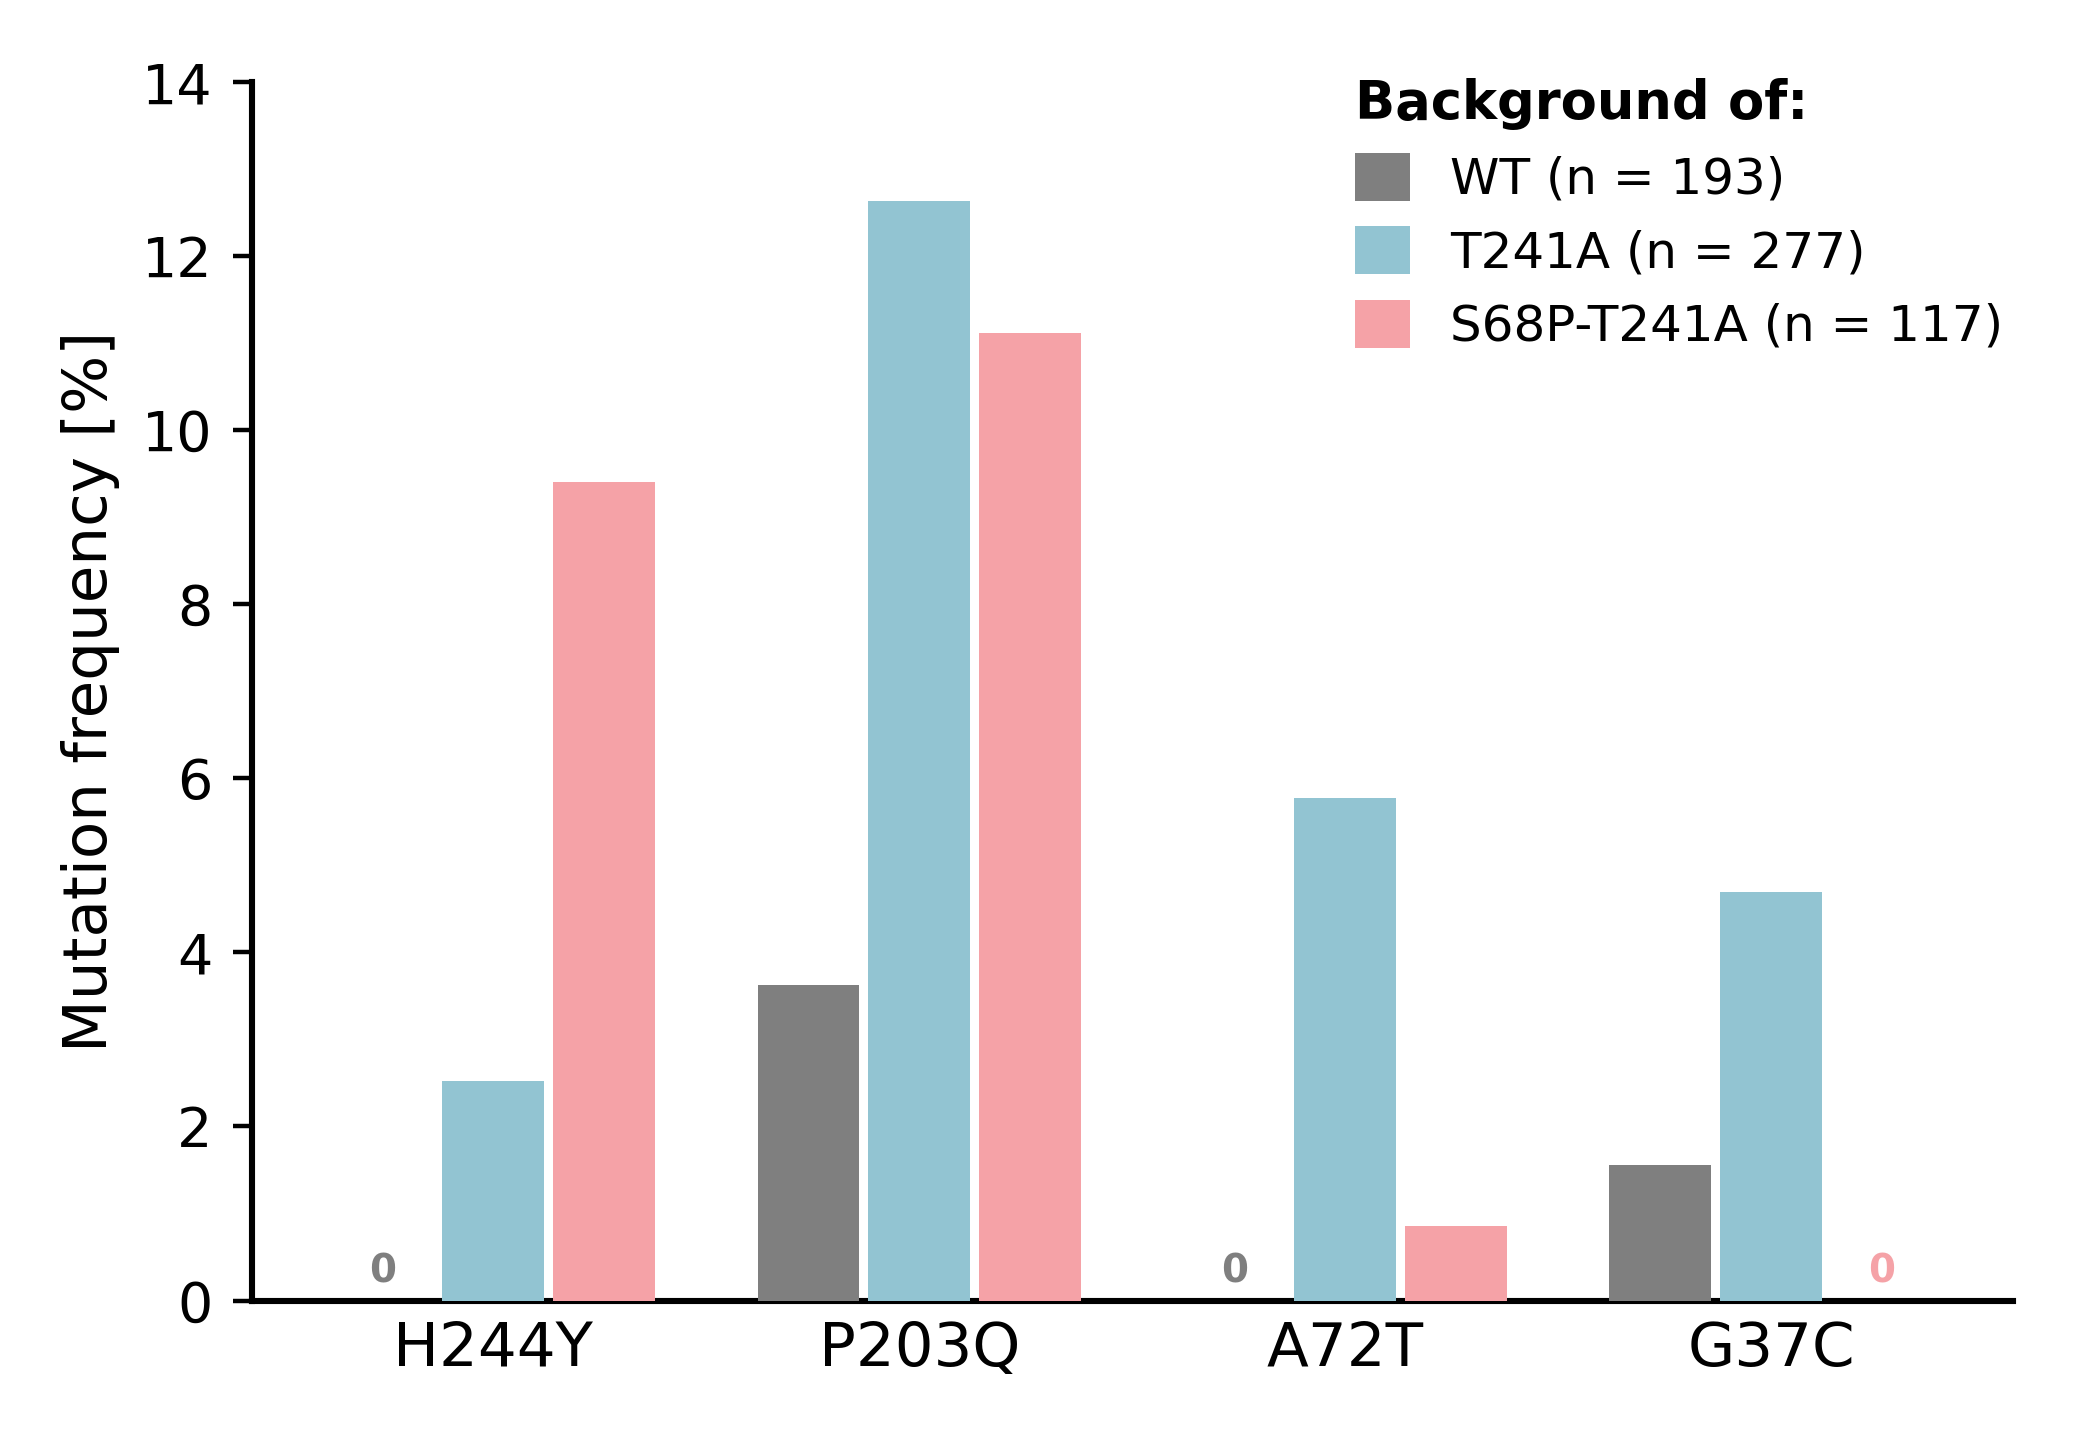 Background of:
WT (n = 193)
T241A (n = 277)
S68P-T241A (n = 117)
Mutation frequency [%]
14
12
10
8
6
4
2
0
0
0
0
H244Y
P203Q
A72T
G37C